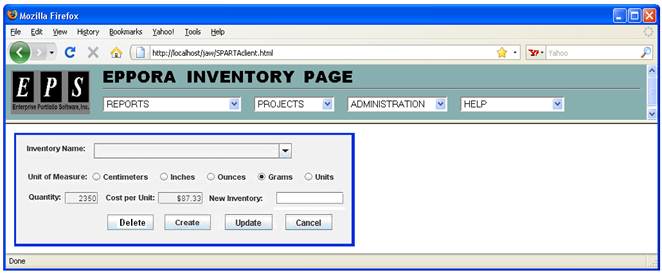 Mozilla Firefox
File Edit View History Bookmarks Yahoo! Tools Help
http://localhost/jaw/SPARTAclient.html
Yahoo
EPS
Enterprise Portfolio Software, Inc.
EPPORA INVENTORY PAGE
REPORTS PROJECTS ADMINISTRATION HELP
Inventory Name:
Unit of Measure: Centimeters Inches Ounces Grams Units
Quantity: 2350 Cost per Unit: $87.33 New Inventory:
Delete Create Update Cancel
Done